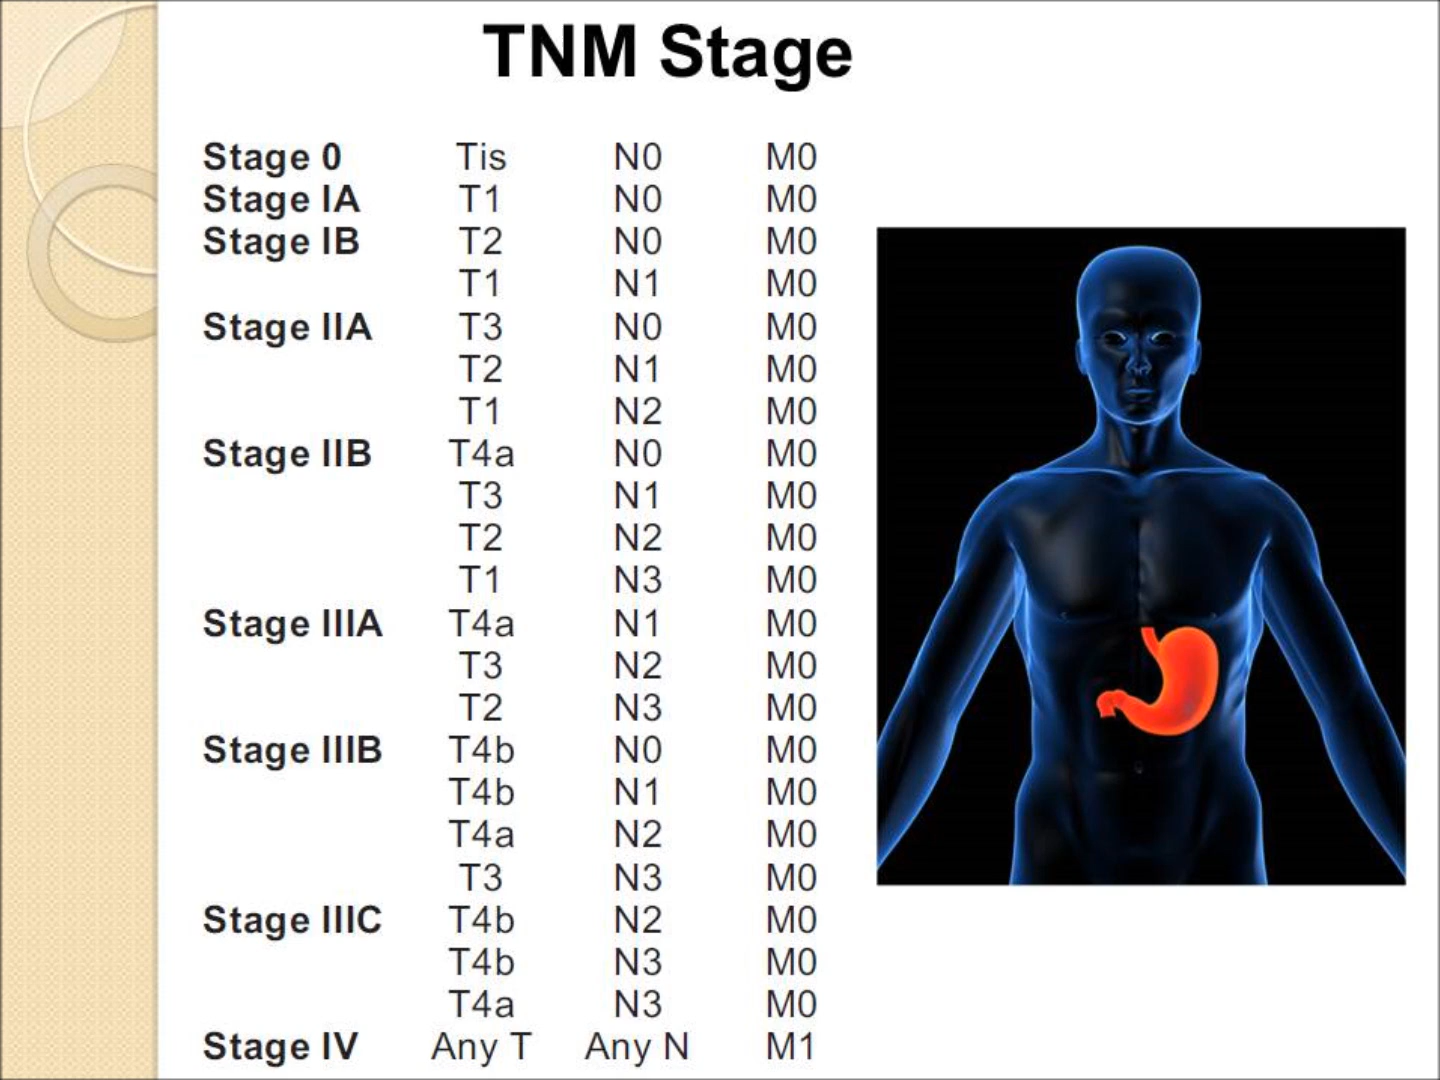 TNM Stage
Stage 0 Tis N0 M0
Stage IA T1 N0 M0
Stage IB T2 N0 M0
T1 N1 M0
Stage IIA T3 N0 M0
T2 N1 M0
T1 N2 M0
Stage IIB T4a N0 M0
T3 N1 M0
T2 N2 M0
T1 N3 M0
Stage IIIA T4a N1 M0
T3 N2 M0
T2 N3 M0
Stage IIIB T4b N0 M0
T4b N1 M0
T4a N2 M0
T3 N3 M0
Stage IIIC T4b N2 M0
T4b N3 M0
T4a N3 M0
Stage IV Any T Any N M1